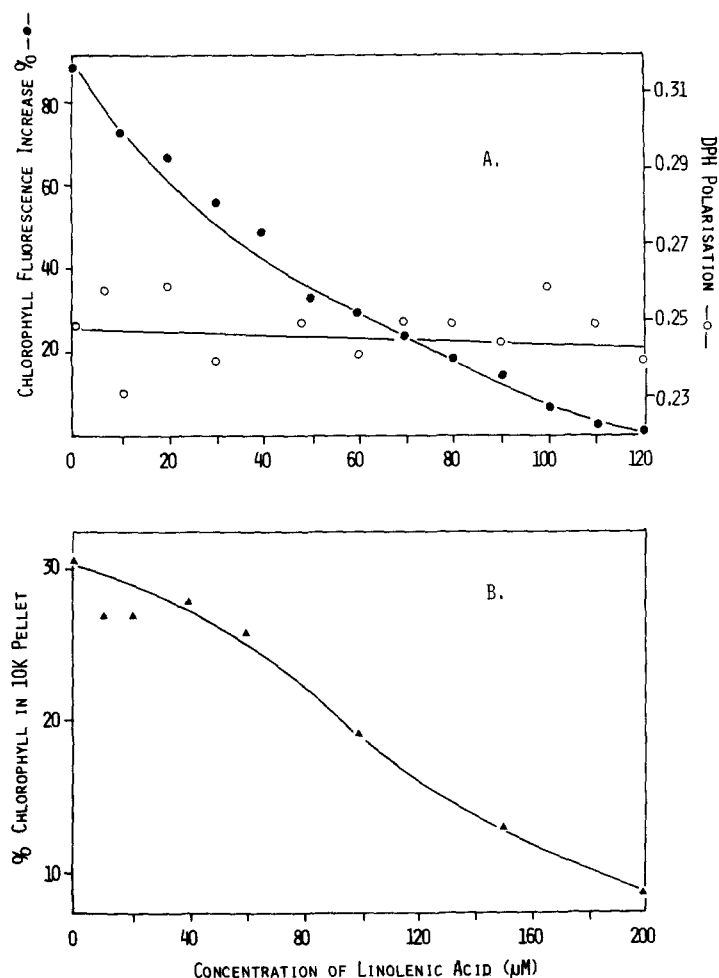 CHLOROPHYLL FLUORESCENCE INCREASE % —●—
80
60
40
20
A.
0.31
0.29
0.27
0.25
0.23
DPH POLARISATION —○—
0 20 40 60 80 100 120
% CHLOROPHYLL IN 10K PELLET
30
20
10
B.
0 40 80 120 160 200
CONCENTRATION OF LINOLENIC ACID (µM)